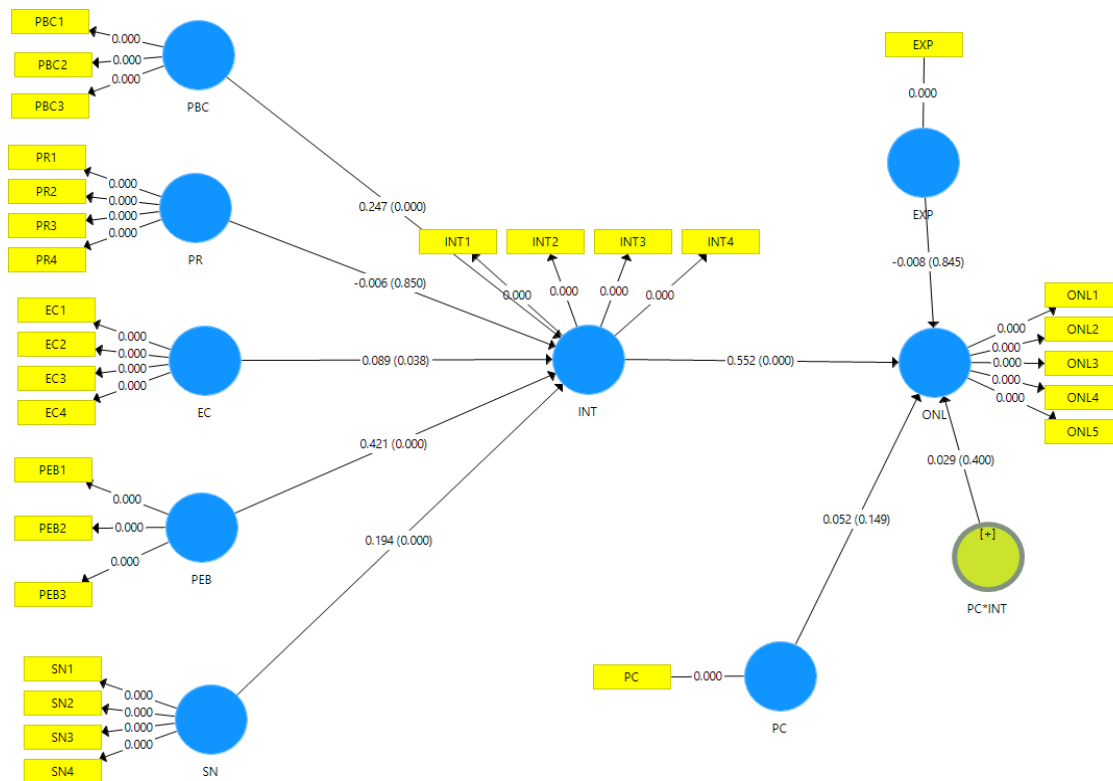 PBC1
0.000
PBC2
0.000
PBC3
0.000
PBC
PR1
0.000
PR2
0.000
PR3
0.000
PR4
0.000
PR
EC1
0.000
EC2
0.000
EC3
0.000
EC4
0.000
EC
PEB1
0.000
PEB2
0.000
PEB3
0.000
PEB
SN1
0.000
SN2
0.000
SN3
0.000
SN4
0.000
SN
0.247 (0.000)
-0.006 (0.850)
0.089 (0.038)
0.421 (0.000)
0.194 (0.000)
INT1
INT2
INT3
INT4
0.000
0.000
0.000
0.000
INT
0.552 (0.000)
EXP
0.000
EXP
-0.008 (0.845)
ONL1
0.000
ONL2
0.000
ONL3
0.000
ONL4
0.000
ONL5
0.000
ONL
0.029 (0.400)
0.052 (0.149)
[+]
PC*INT
PC
0.000
PC